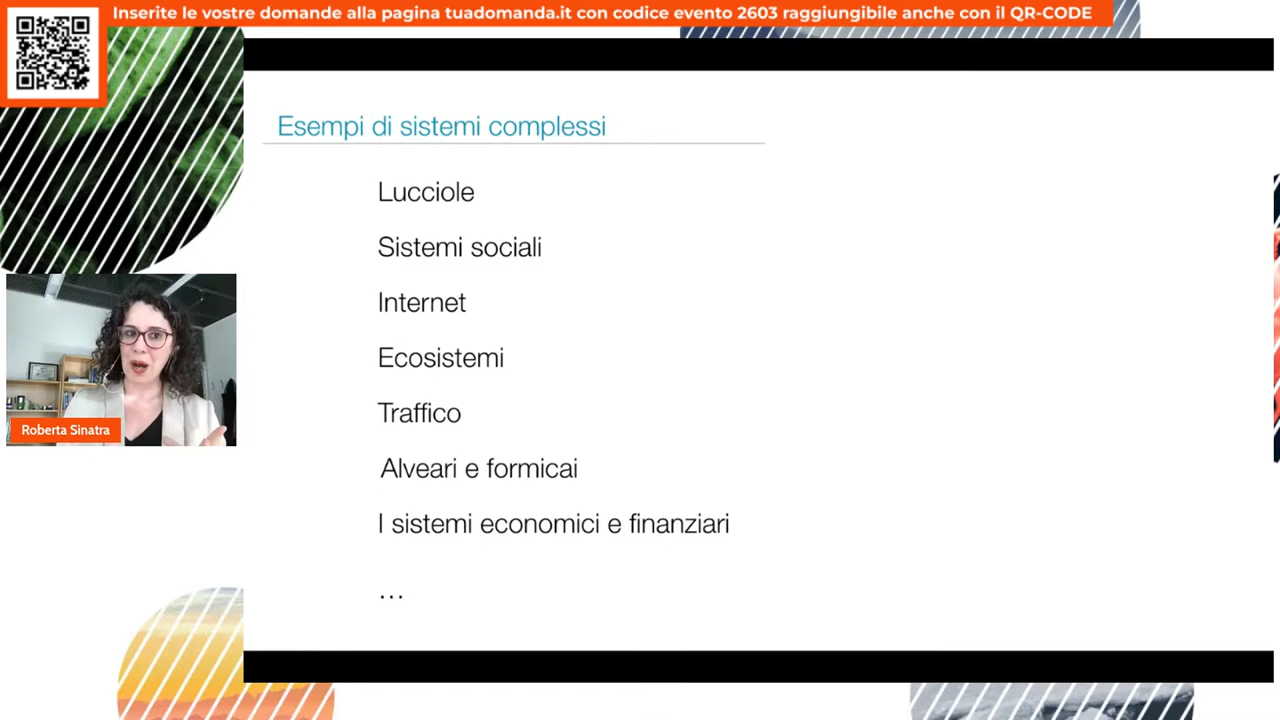 Inserite le vostre domande alla pagina tuadomanda.it con codice evento 2603 raggiungibile anche con il QR-CODE
Esempi di sistemi complessi
Lucciole
Sistemi sociali
Internet
Ecosistemi
Traffico
Alveari e formicai
I sistemi economici e finanziari
…
Roberta Sinatra